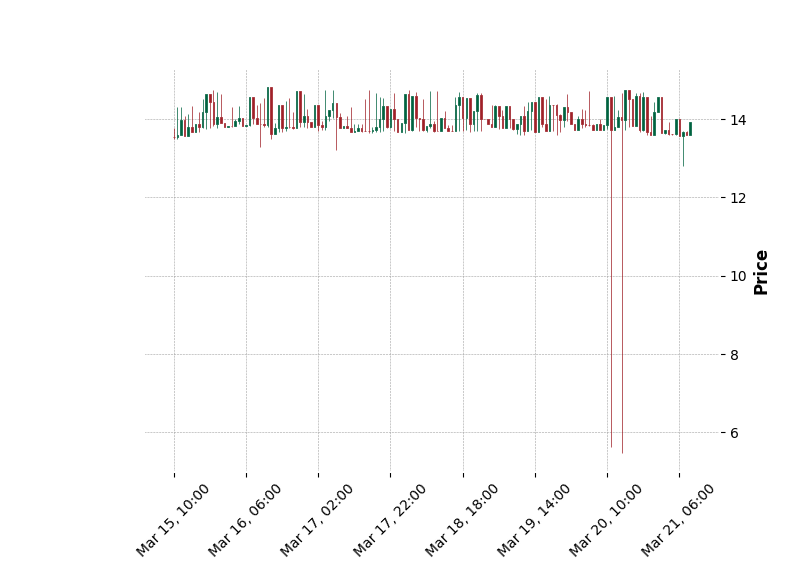 14
12
10
8
6
Price
Mar 15, 10:00
Mar 16, 06:00
Mar 17, 02:00
Mar 17, 22:00
Mar 18, 18:00
Mar 19, 14:00
Mar 20, 10:00
Mar 21, 06:00